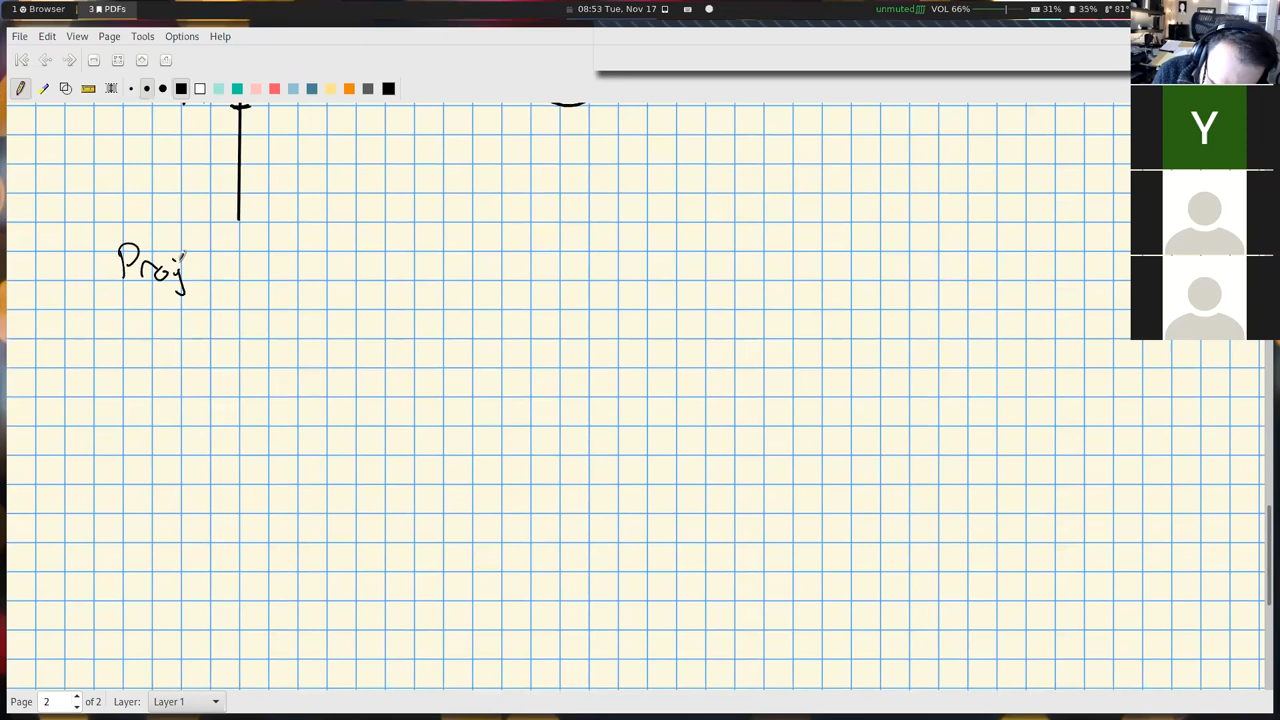 1 Browser 3 PDFs 08:53 Tue, Nov 17 unmuted VOL 66% 31% 35% 81°
File Edit View Page Tools Options Help
Y
Proj
Page 2 of 2 Layer: Layer 1